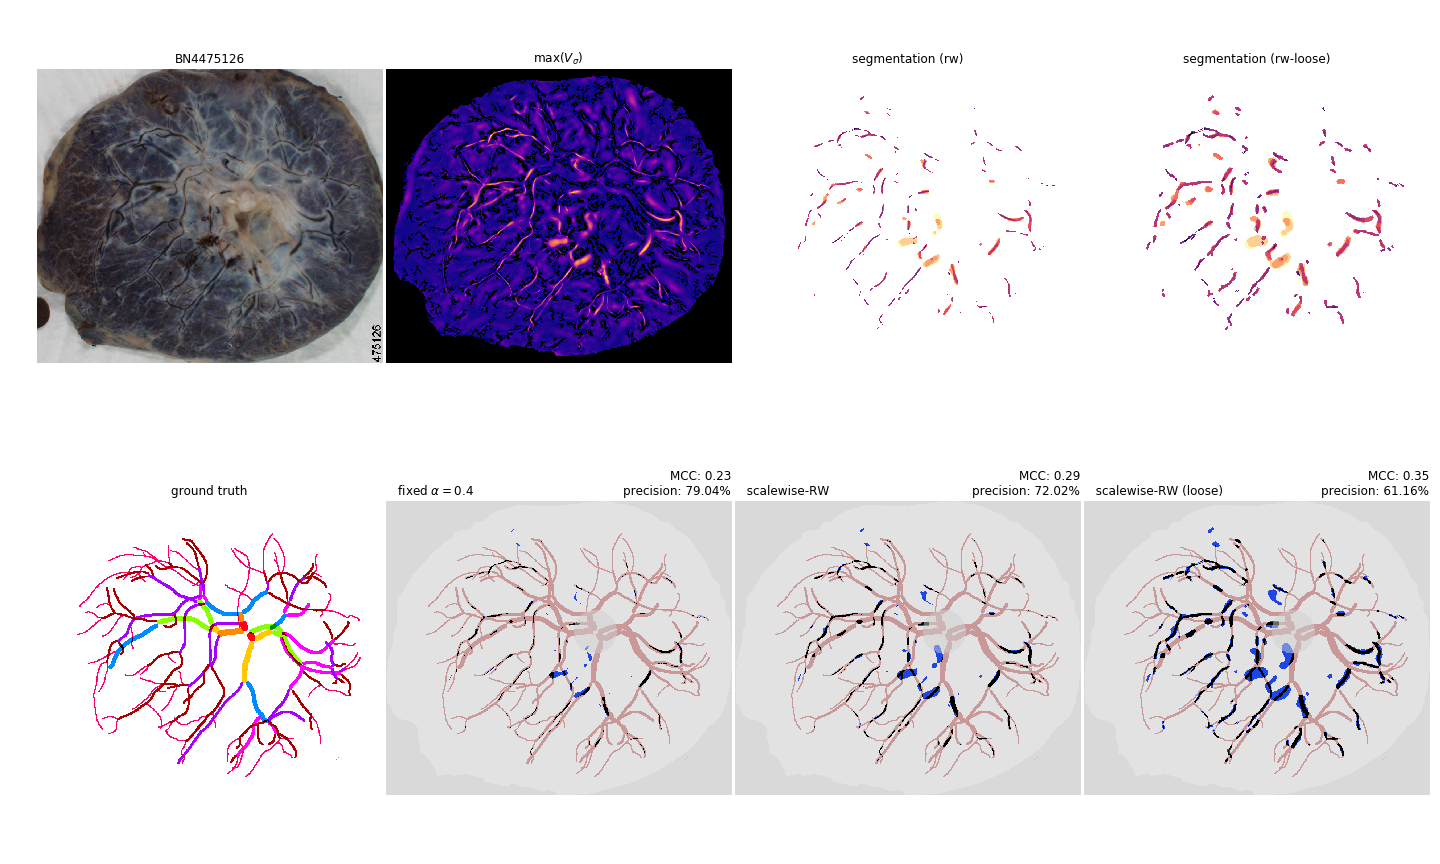 BN4475126
max(V_σ)
segmentation (rw)
segmentation (rw-loose)
475126
ground truth
fixed α = 0.4
MCC: 0.23
precision: 79.04%
scalewise-RW
MCC: 0.29
precision: 72.02%
scalewise-RW (loose)
MCC: 0.35
precision: 61.16%